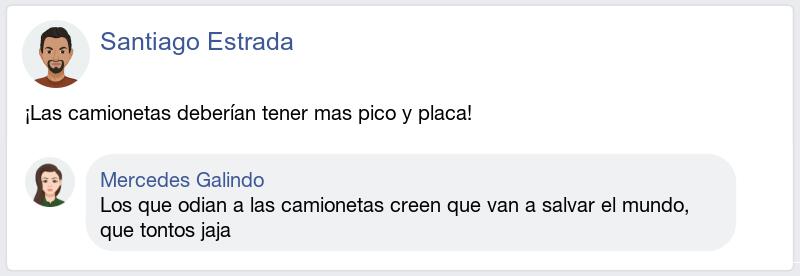 Santiago Estrada
¡Las camionetas deberían tener mas pico y placa!
Mercedes Galindo
Los que odian a las camionetas creen que van a salvar el mundo,
que tontos jaja